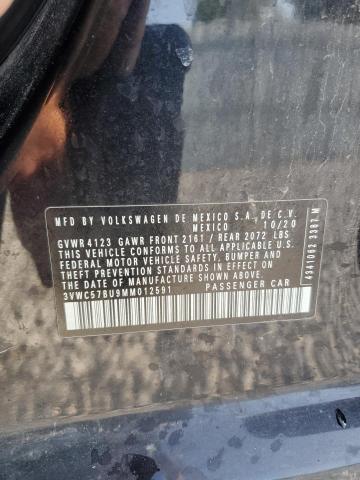 MFD BY VOLKSWAGEN DE MEXICO S.A. DE C.V.
MEXICO 10/20
GVWR 4123 GAWR FRONT 2161 / REAR 2072 LBS
THIS VEHICLE CONFORMS TO ALL APPLICABLE U.S.
FEDERAL MOTOR VEHICLE SAFETY, BUMPER AND
THEFT PREVENTION STANDARDS IN EFFECT ON
THE DATE OF MANUFACTURE SHOWN ABOVE.
3VWC57BU9MM012591 PASSENGER CAR
3387 M